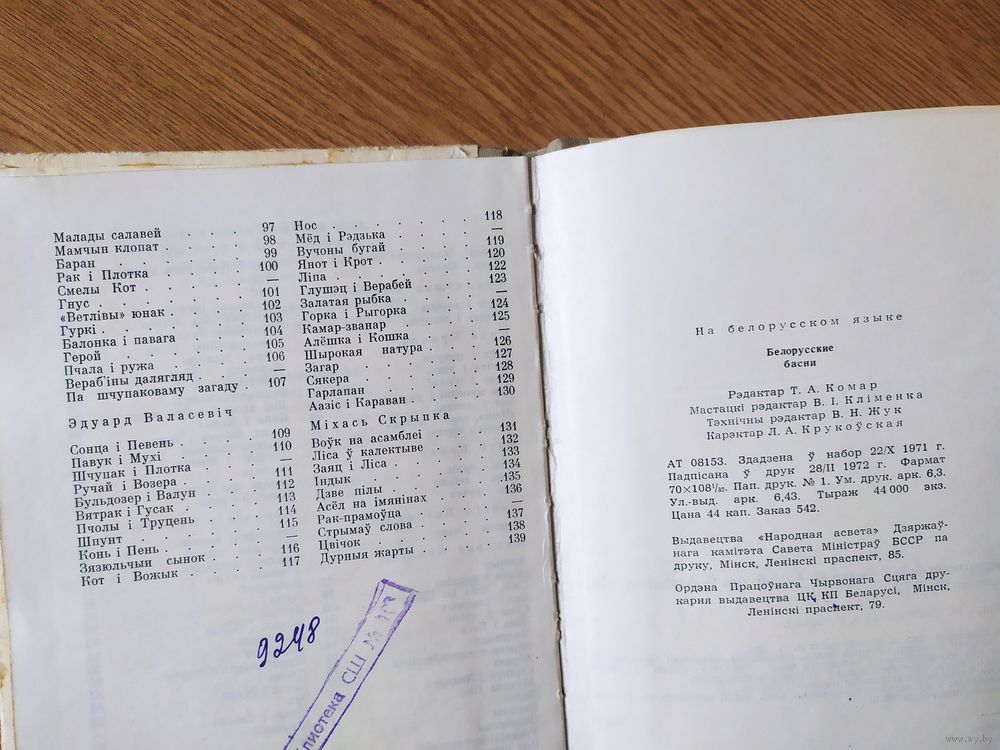 Малады салавей . . . 97
Мамчын клопат . . . . 98
Баран . . . . . 99
Рак і Плотка . . . . 100
Смелы Кот . . . . . —
Гнус . . . . . . 101
«Ветлівы» юнак . . . . 102
Гуркі . . . . . . 103
Балонка і павага . . . 104
Герой . . . . . 105
Пчала і ружа . . . . 106
Вераб'іны далягляд . . . —
Па шчупаковаму загаду . 107
Эдуард Валасевіч
Сонца і Певень . . . . 109
Павук і Мухі . . . . 110
Шчупак і Плотка . . . —
Ручай і Возера . . . . 111
Бульдозер і Валун . . . 112
Вятрак і Гусак . . . . 113
Пчолы і Труцень . . . 114
Шпунт . . . . . 115
Конь і Пень . . . . —
Зязюльчын сынок . . . 116
Кот і Вожык . . . . 117
Нос . . . . . . 118
Мёд і Рэдзька . . . . —
Вучоны бугай . . . . 119
Янот і Крот . . . . 120
Ліпа . . . . . . 122
Глушэц і Верабей . . . 123
Залатая рыбка . . . . —
Горка і Рыгорка . . . 124
Камар-званар . . . . 125
Алёшка і Кошка . . . —
Шырокая натура . . . 126
Загар . . . . . 127
Сякера . . . . . 128
Гарлапан . . . . . 129
Аазіс і Караван . . . 130
Міхась Скрыпка
Воўк на асамблеі . . . 131
Ліса ў калектыве . . . 132
Заяц і Ліса . . . . 133
Індык . . . . . 134
Дзве пілы . . . . . 135
Асёл на імянінах . . . 136
Рак-прамоўца . . . . —
Стрымаў слова . . . . 137
Цвічок . . . . . 138
Дурныя жарты . . . . 139
9248
СШ №
На белорусском языке
Белорусские
басни
Рэдактар Т. А. Комар
Мастацкі рэдактар В. І. Кліменка
Тэхнічны рэдактар В. Н. Жук
Карэктар Л. А. Крукоўская
АТ 08153. Здадзена ў набор 22/X 1971 г.
Падпісана ў друк 28/II 1972 г. Фармат
70×108¹/₃₂. Пап. друк. № 1. Ум. друк. арк. 6,3.
Ул.-выд. арк. 6,43. Тыраж 44 000 экз.
Цана 44 кап. Заказ 542.
Выдавецтва «Народная асвета» Дзяржаў-
нага камітэта Савета Міністраў БССР па
друку, Мінск, Ленінскі праспект, 85.
Ордэна Працоўнага Чырвонага Сцяга дру-
карня выдавецтва ЦК КП Беларусі, Мінск,
Ленінскі праспект, 79.
www.ay.by